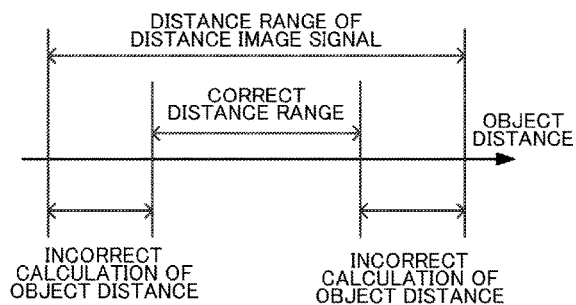 DISTANCE RANGE OF
DISTANCE IMAGE SIGNAL
CORRECT
DISTANCE RANGE
OBJECT
DISTANCE
INCORRECT
CALCULATION OF
OBJECT DISTANCE
INCORRECT
CALCULATION OF
OBJECT DISTANCE